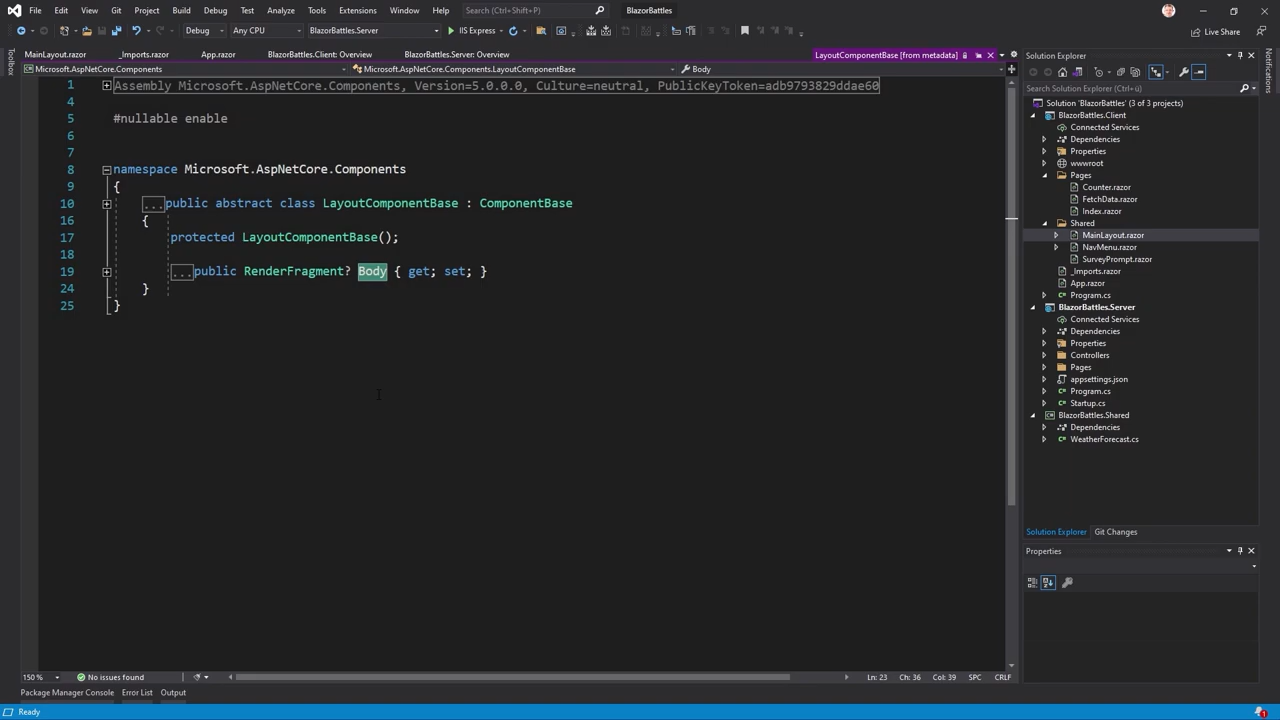 File Edit View Git Project Build Debug Test Analyze Tools Extensions Window Help Search (Ctrl+Shift+P) BlazorBattles
Debug Any CPU BlazorBattles.Server IIS Express Live Share
MainLayout.razor _Imports.razor App.razor BlazorBattles.Client: Overview BlazorBattles.Server: Overview LayoutComponentBase [from metadata]
Microsoft.AspNetCore.Components Microsoft.AspNetCore.Components.LayoutComponentBase Body
Toolbox
1 Assembly Microsoft.AspNetCore.Components, Version=5.0.0.0, Culture=neutral, PublicKeyToken=adb9793829ddae60
4
5 #nullable enable
6
7
8 namespace Microsoft.AspNetCore.Components
9 {
10 ...public abstract class LayoutComponentBase : ComponentBase
16 {
17 protected LayoutComponentBase();
18
19 ...public RenderFragment? Body { get; set; }
24 }
25 }
150 % No issues found Ln: 23 Ch: 36 Col: 39 SPC CRLF
Package Manager Console Error List Output
Ready
Solution Explorer
Search Solution Explorer (Ctrl+ü)
Solution 'BlazorBattles' (3 of 3 projects)
BlazorBattles.Client
Connected Services
Dependencies
Properties
wwwroot
Pages
Counter.razor
FetchData.razor
Index.razor
Shared
MainLayout.razor
NavMenu.razor
SurveyPrompt.razor
_Imports.razor
App.razor
Program.cs
BlazorBattles.Server
Connected Services
Dependencies
Properties
Controllers
Pages
appsettings.json
Program.cs
Startup.cs
BlazorBattles.Shared
Dependencies
WeatherForecast.cs
Solution Explorer Git Changes
Properties
Notifications
1